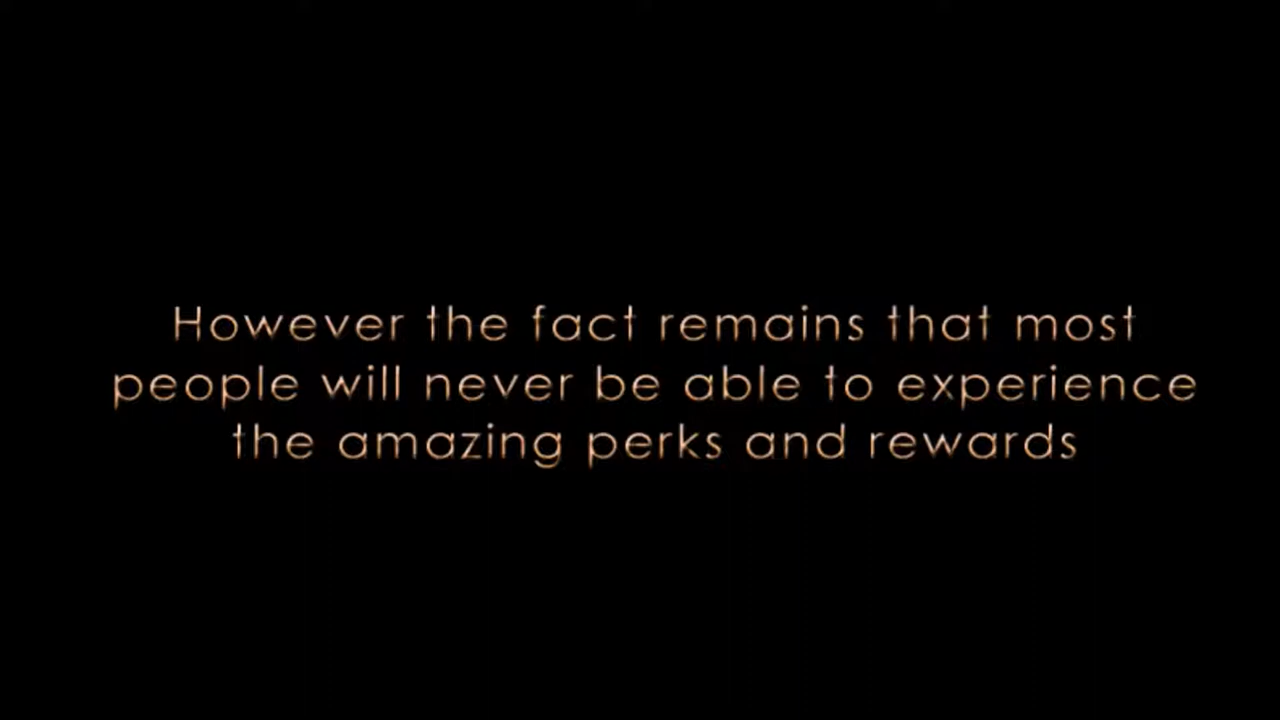 However the fact remains that most
people will never be able to experience
the amazing perks and rewards